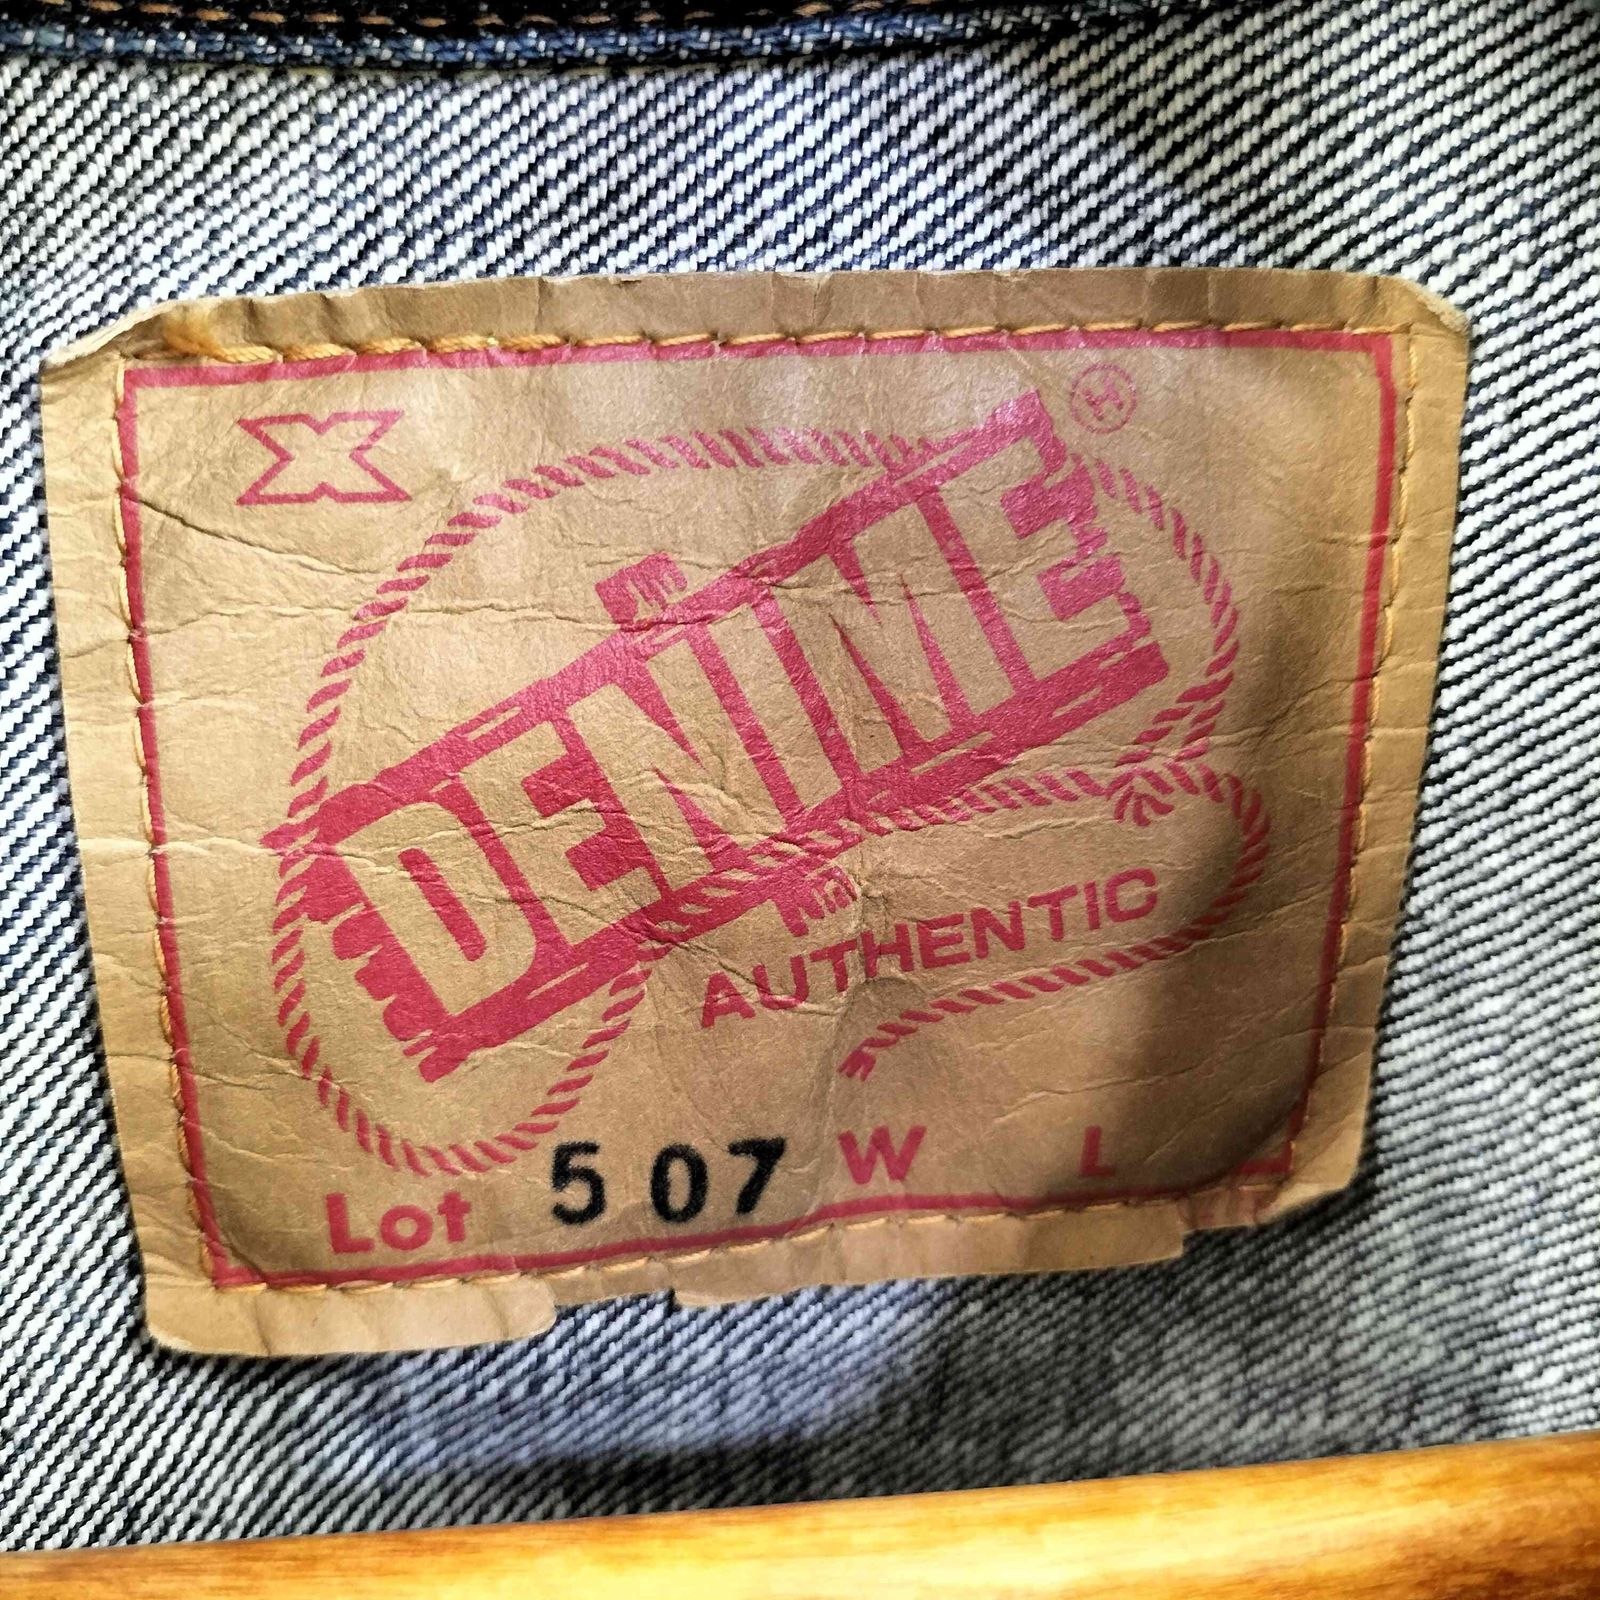 X
DENIME
AUTHENTIC
Lot 507 W L